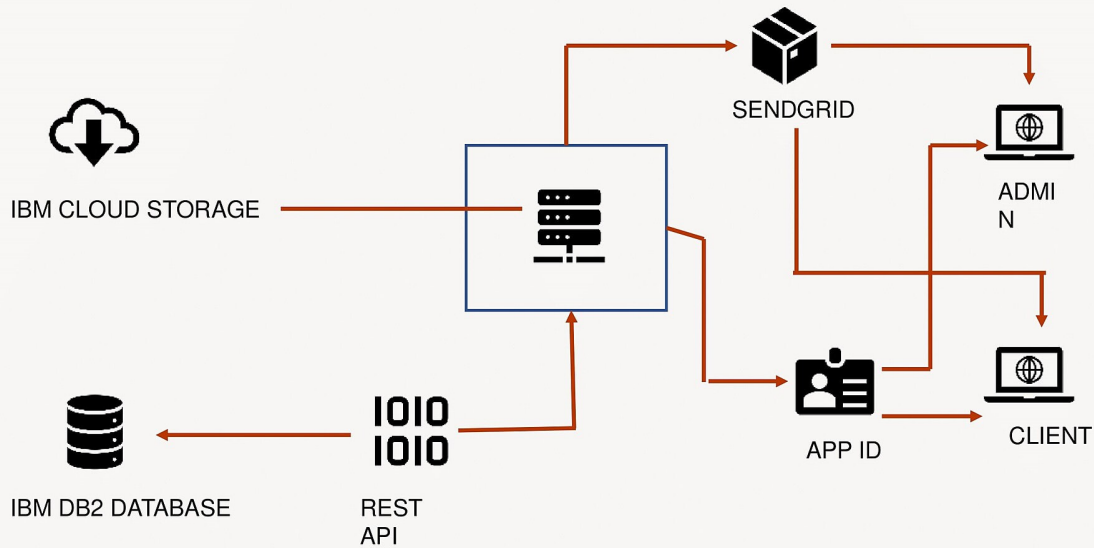 SENDGRID
ADMI
N
IBM CLOUD STORAGE
1010
1010
APP ID
CLIENT
IBM DB2 DATABASE
REST
API